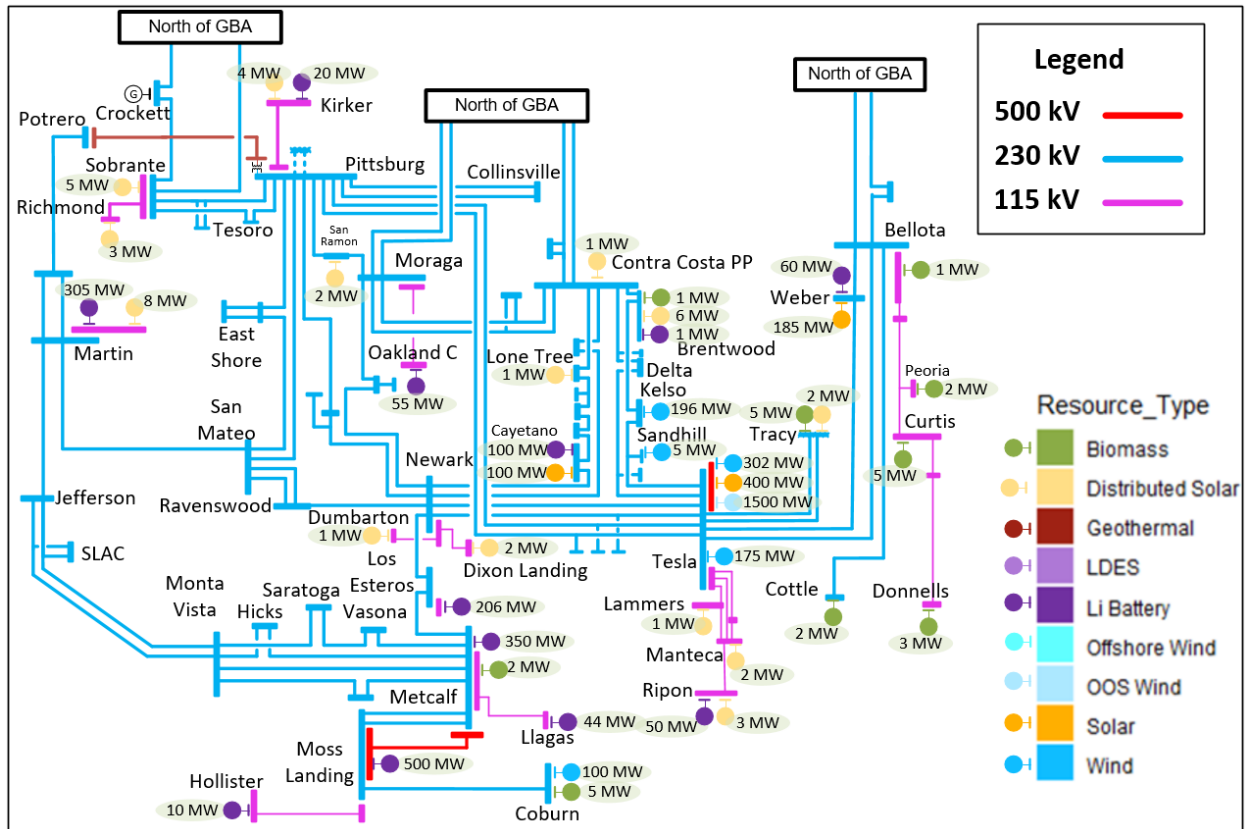 North of GBA
North of GBA
North of GBA
Legend
500 kV
230 kV
115 kV
4 MW
20 MW
Kirker
G
Crockett
Potrero
Sobrante
5 MW
Richmond
3 MW
Tesoro
Pittsburg
Collinsville
San
Ramon
2 MW
Moraga
1 MW
Contra Costa PP
1 MW
6 MW
1 MW
Brentwood
60 MW
Weber
185 MW
Bellota
1 MW
305 MW
8 MW
Martin
East
Shore
Oakland C
55 MW
Lone Tree
1 MW
Delta
Kelso
196 MW
Peoria
2 MW
Curtis
5 MW
San
Mateo
Cayetano
100 MW
100 MW
Sandhill
5 MW
2 MW
5 MW
Tracy
302 MW
400 MW
1500 MW
Newark
Jefferson
Ravenswood
Dumbarton
1 MW
2 MW
Dixon Landing
SLAC
Los
Esteros
206 MW
Tesla
175 MW
Cottle
2 MW
Donnells
3 MW
Monta
Vista
Hicks
Saratoga
Vasona
350 MW
2 MW
Metcalf
Lammers
1 MW
Manteca
2 MW
Ripon
50 MW
3 MW
44 MW
Llagas
Moss
Landing
500 MW
Hollister
10 MW
100 MW
5 MW
Coburn
Resource_Type
Biomass
Distributed Solar
Geothermal
LDES
Li Battery
Offshore Wind
OOS Wind
Solar
Wind